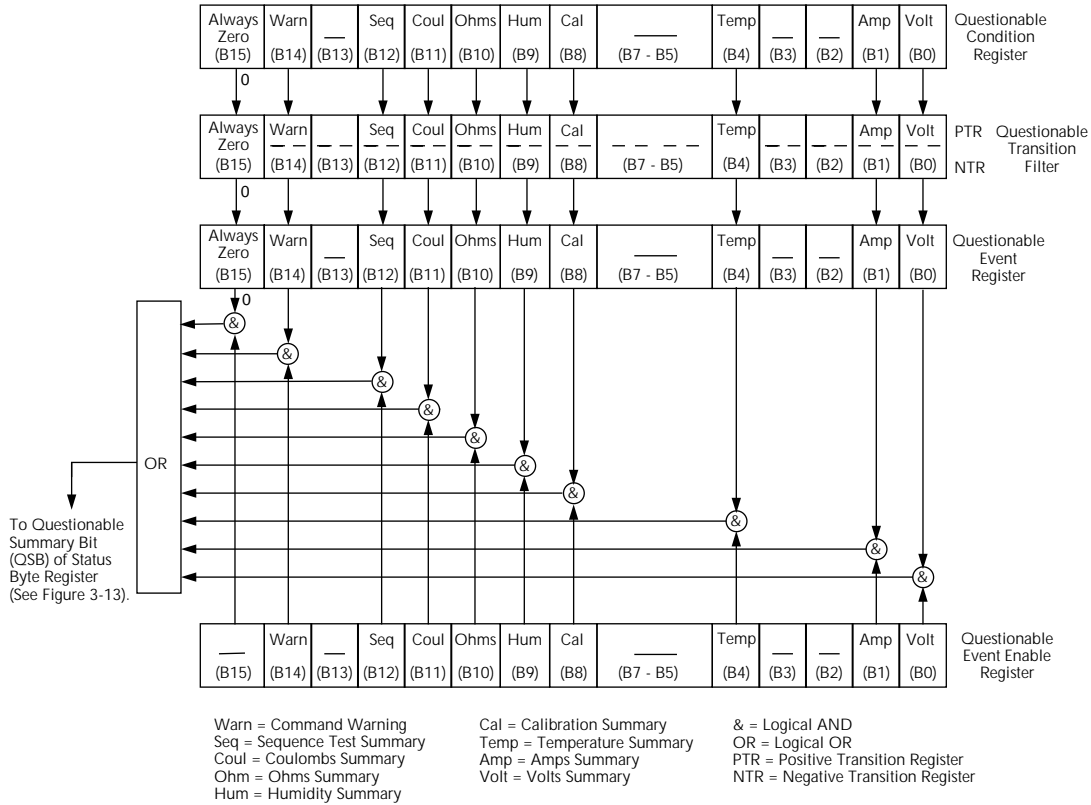 Always Zero (B15) Warn (B14) (B13) Seq (B12) Coul (B11) Ohms (B10) Hum (B9) Cal (B8) (B7 - B5) Temp (B4) (B3) (B2) Amp (B1) Volt (B0)
Questionable
Condition
Register
0
Always Zero (B15) Warn (B14) (B13) Seq (B12) Coul (B11) Ohms (B10) Hum (B9) Cal (B8) (B7 - B5) Temp (B4) (B3) (B2) Amp (B1) Volt (B0)
PTR
NTR
Questionable
Transition
Filter
0
Always Zero (B15) Warn (B14) (B13) Seq (B12) Coul (B11) Ohms (B10) Hum (B9) Cal (B8) (B7 - B5) Temp (B4) (B3) (B2) Amp (B1) Volt (B0)
Questionable
Event
Register
0
&
&
&
&
&
&
&
&
&
&
OR
To Questionable
Summary Bit
(QSB) of Status
Byte Register
(See Figure 3-13).
(B15) Warn (B14) (B13) Seq (B12) Coul (B11) Ohms (B10) Hum (B9) Cal (B8) (B7 - B5) Temp (B4) (B3) (B2) Amp (B1) Volt (B0)
Questionable
Event Enable
Register
Warn = Command Warning
Seq = Sequence Test Summary
Coul = Coulombs Summary
Ohm = Ohms Summary
Hum = Humidity Summary
Cal = Calibration Summary
Temp = Temperature Summary
Amp = Amps Summary
Volt = Volts Summary
& = Logical AND
OR = Logical OR
PTR = Positive Transition Register
NTR = Negative Transition Register